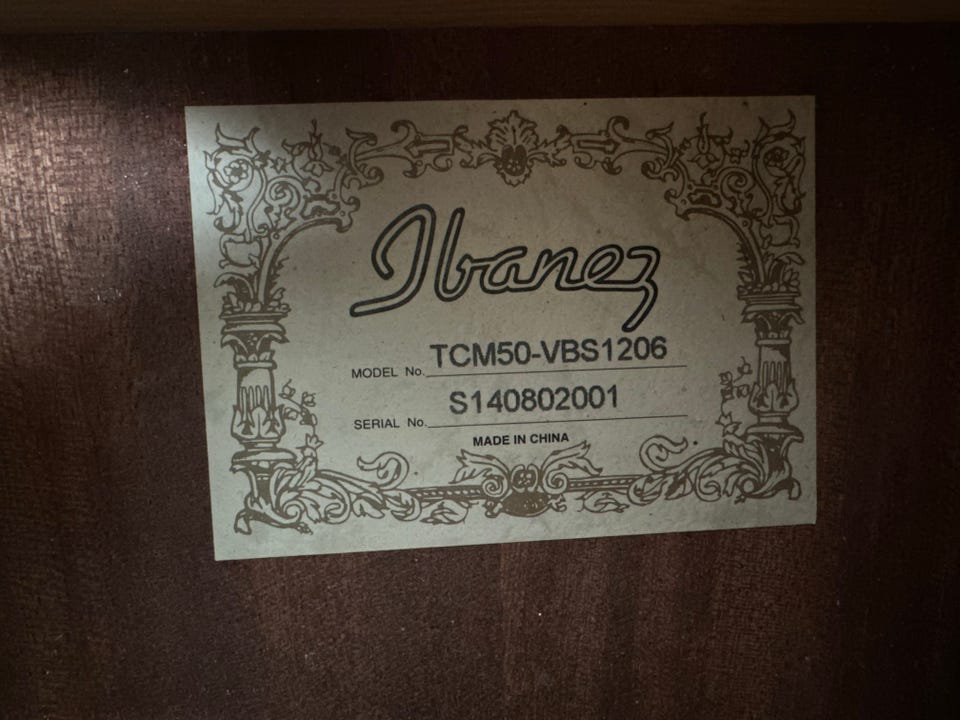 Ibanez
MODEL No. TCM50-VBS1206
SERIAL No. S140802001
MADE IN CHINA